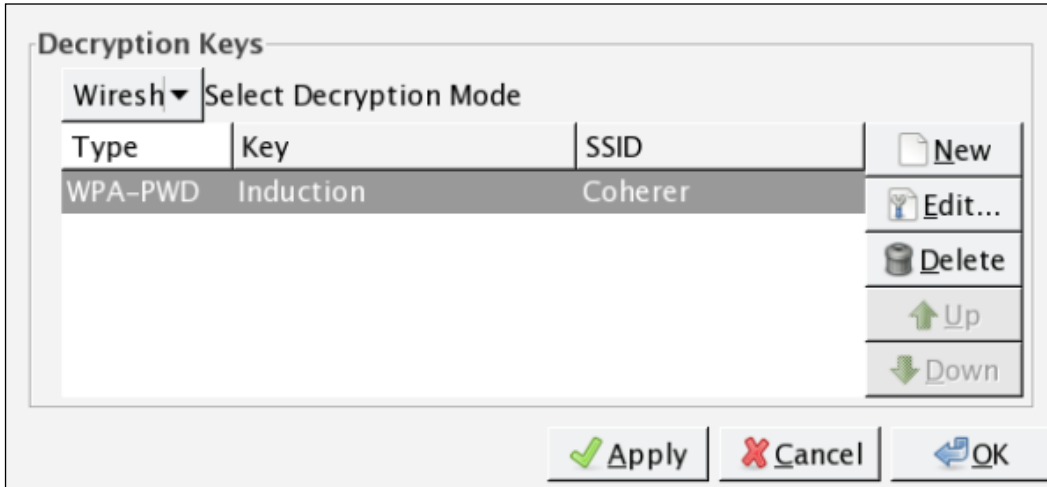 Decryption Keys
Wiresh Select Decryption Mode
Type Key SSID
WPA-PWD Induction Coherer
New
Edit...
Delete
Up
Down
Apply Cancel OK